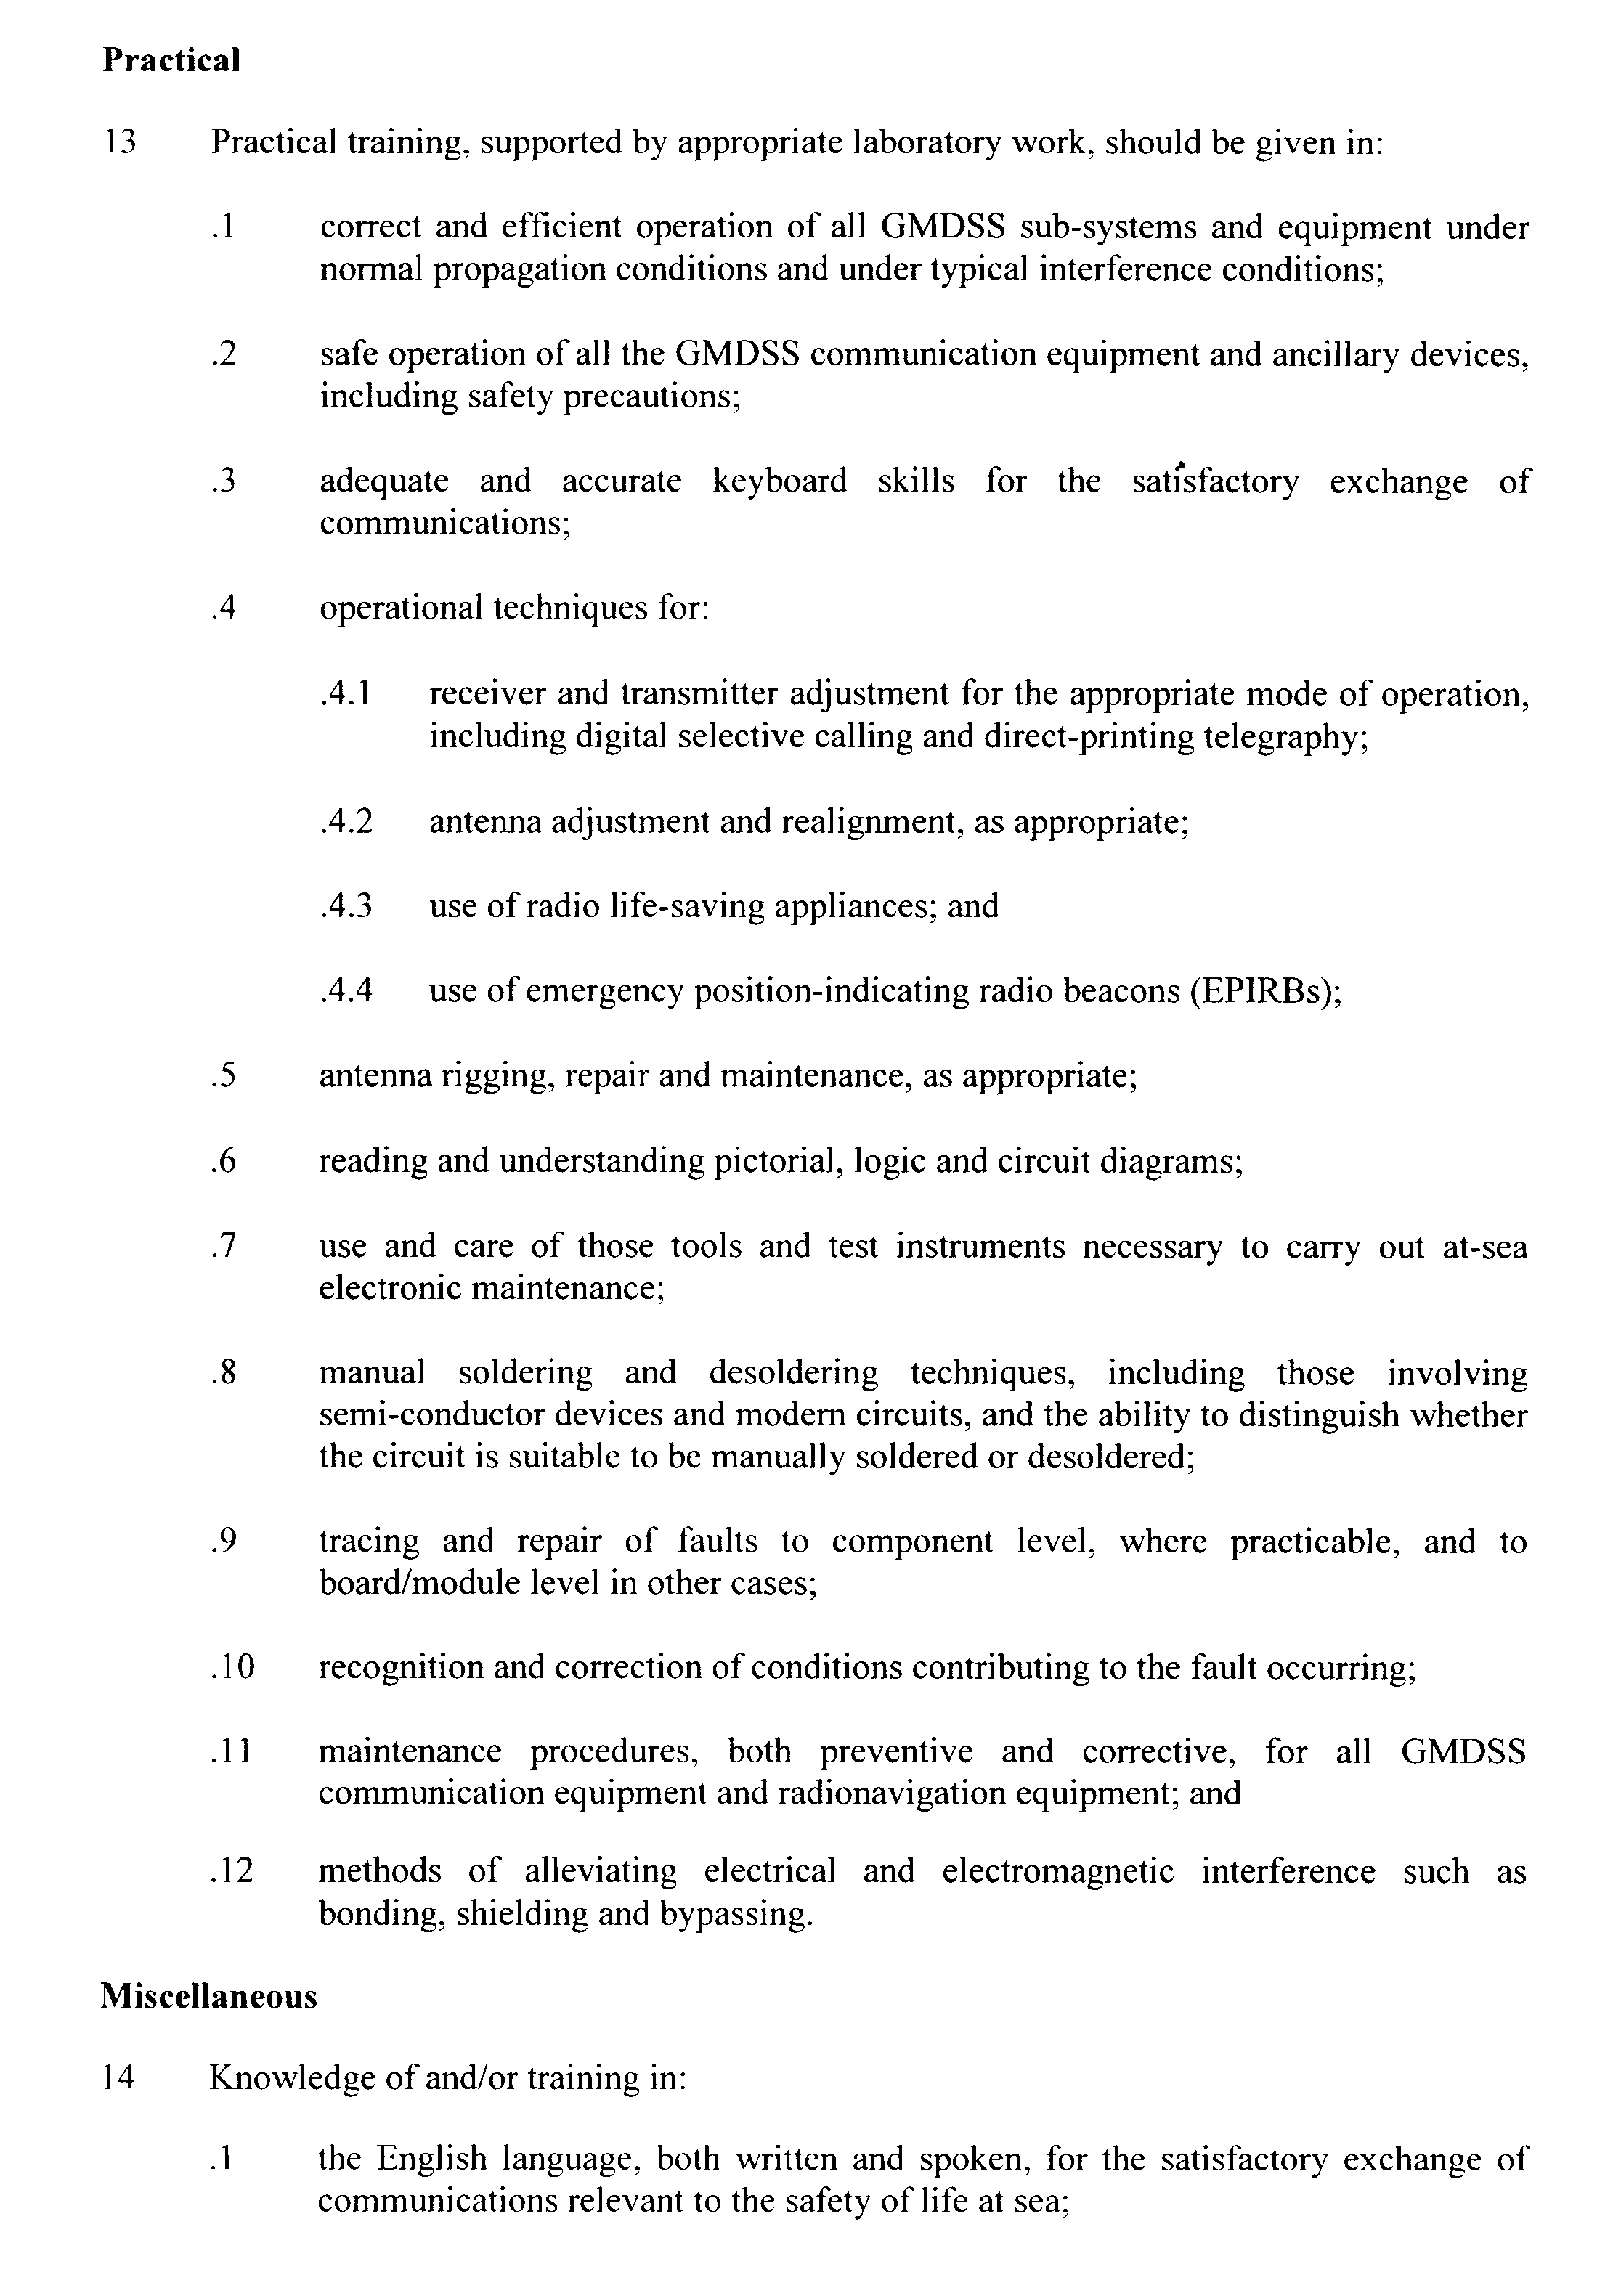 Practical
13 Practical training, supported by appropriate laboratory work, should be given in:
.1 correct and efficient operation of all GMDSS sub-systems and equipment under
normal propagation conditions and under typical interference conditions;
.2 safe operation of all the GMDSS communication equipment and ancillary devices,
including safety precautions;
.3 adequate and accurate keyboard skills for the satisfactory exchange of
communications;
.4 operational techniques for:
.4.1 receiver and transmitter adjustment for the appropriate mode of operation,
including digital selective calling and direct-printing telegraphy;
.4.2 antenna adjustment and realignment, as appropriate;
.4.3 use of radio life-saving appliances; and
.4.4 use of emergency position-indicating radio beacons (EPIRBs);
.5 antenna rigging, repair and maintenance, as appropriate;
.6 reading and understanding pictorial, logic and circuit diagrams;
.7 use and care of those tools and test instruments necessary to carry out at-sea
electronic maintenance;
.8 manual soldering and desoldering techniques, including those involving
semi-conductor devices and modern circuits, and the ability to distinguish whether
the circuit is suitable to be manually soldered or desoldered;
.9 tracing and repair of faults to component level, where practicable, and to
board/module level in other cases;
.10 recognition and correction of conditions contributing to the fault occurring;
.11 maintenance procedures, both preventive and corrective, for all GMDSS
communication equipment and radionavigation equipment; and
.12 methods of alleviating electrical and electromagnetic interference such as
bonding, shielding and bypassing.
Miscellaneous
14 Knowledge of and/or training in:
.1 the English language, both written and spoken, for the satisfactory exchange of
communications relevant to the safety of life at sea;